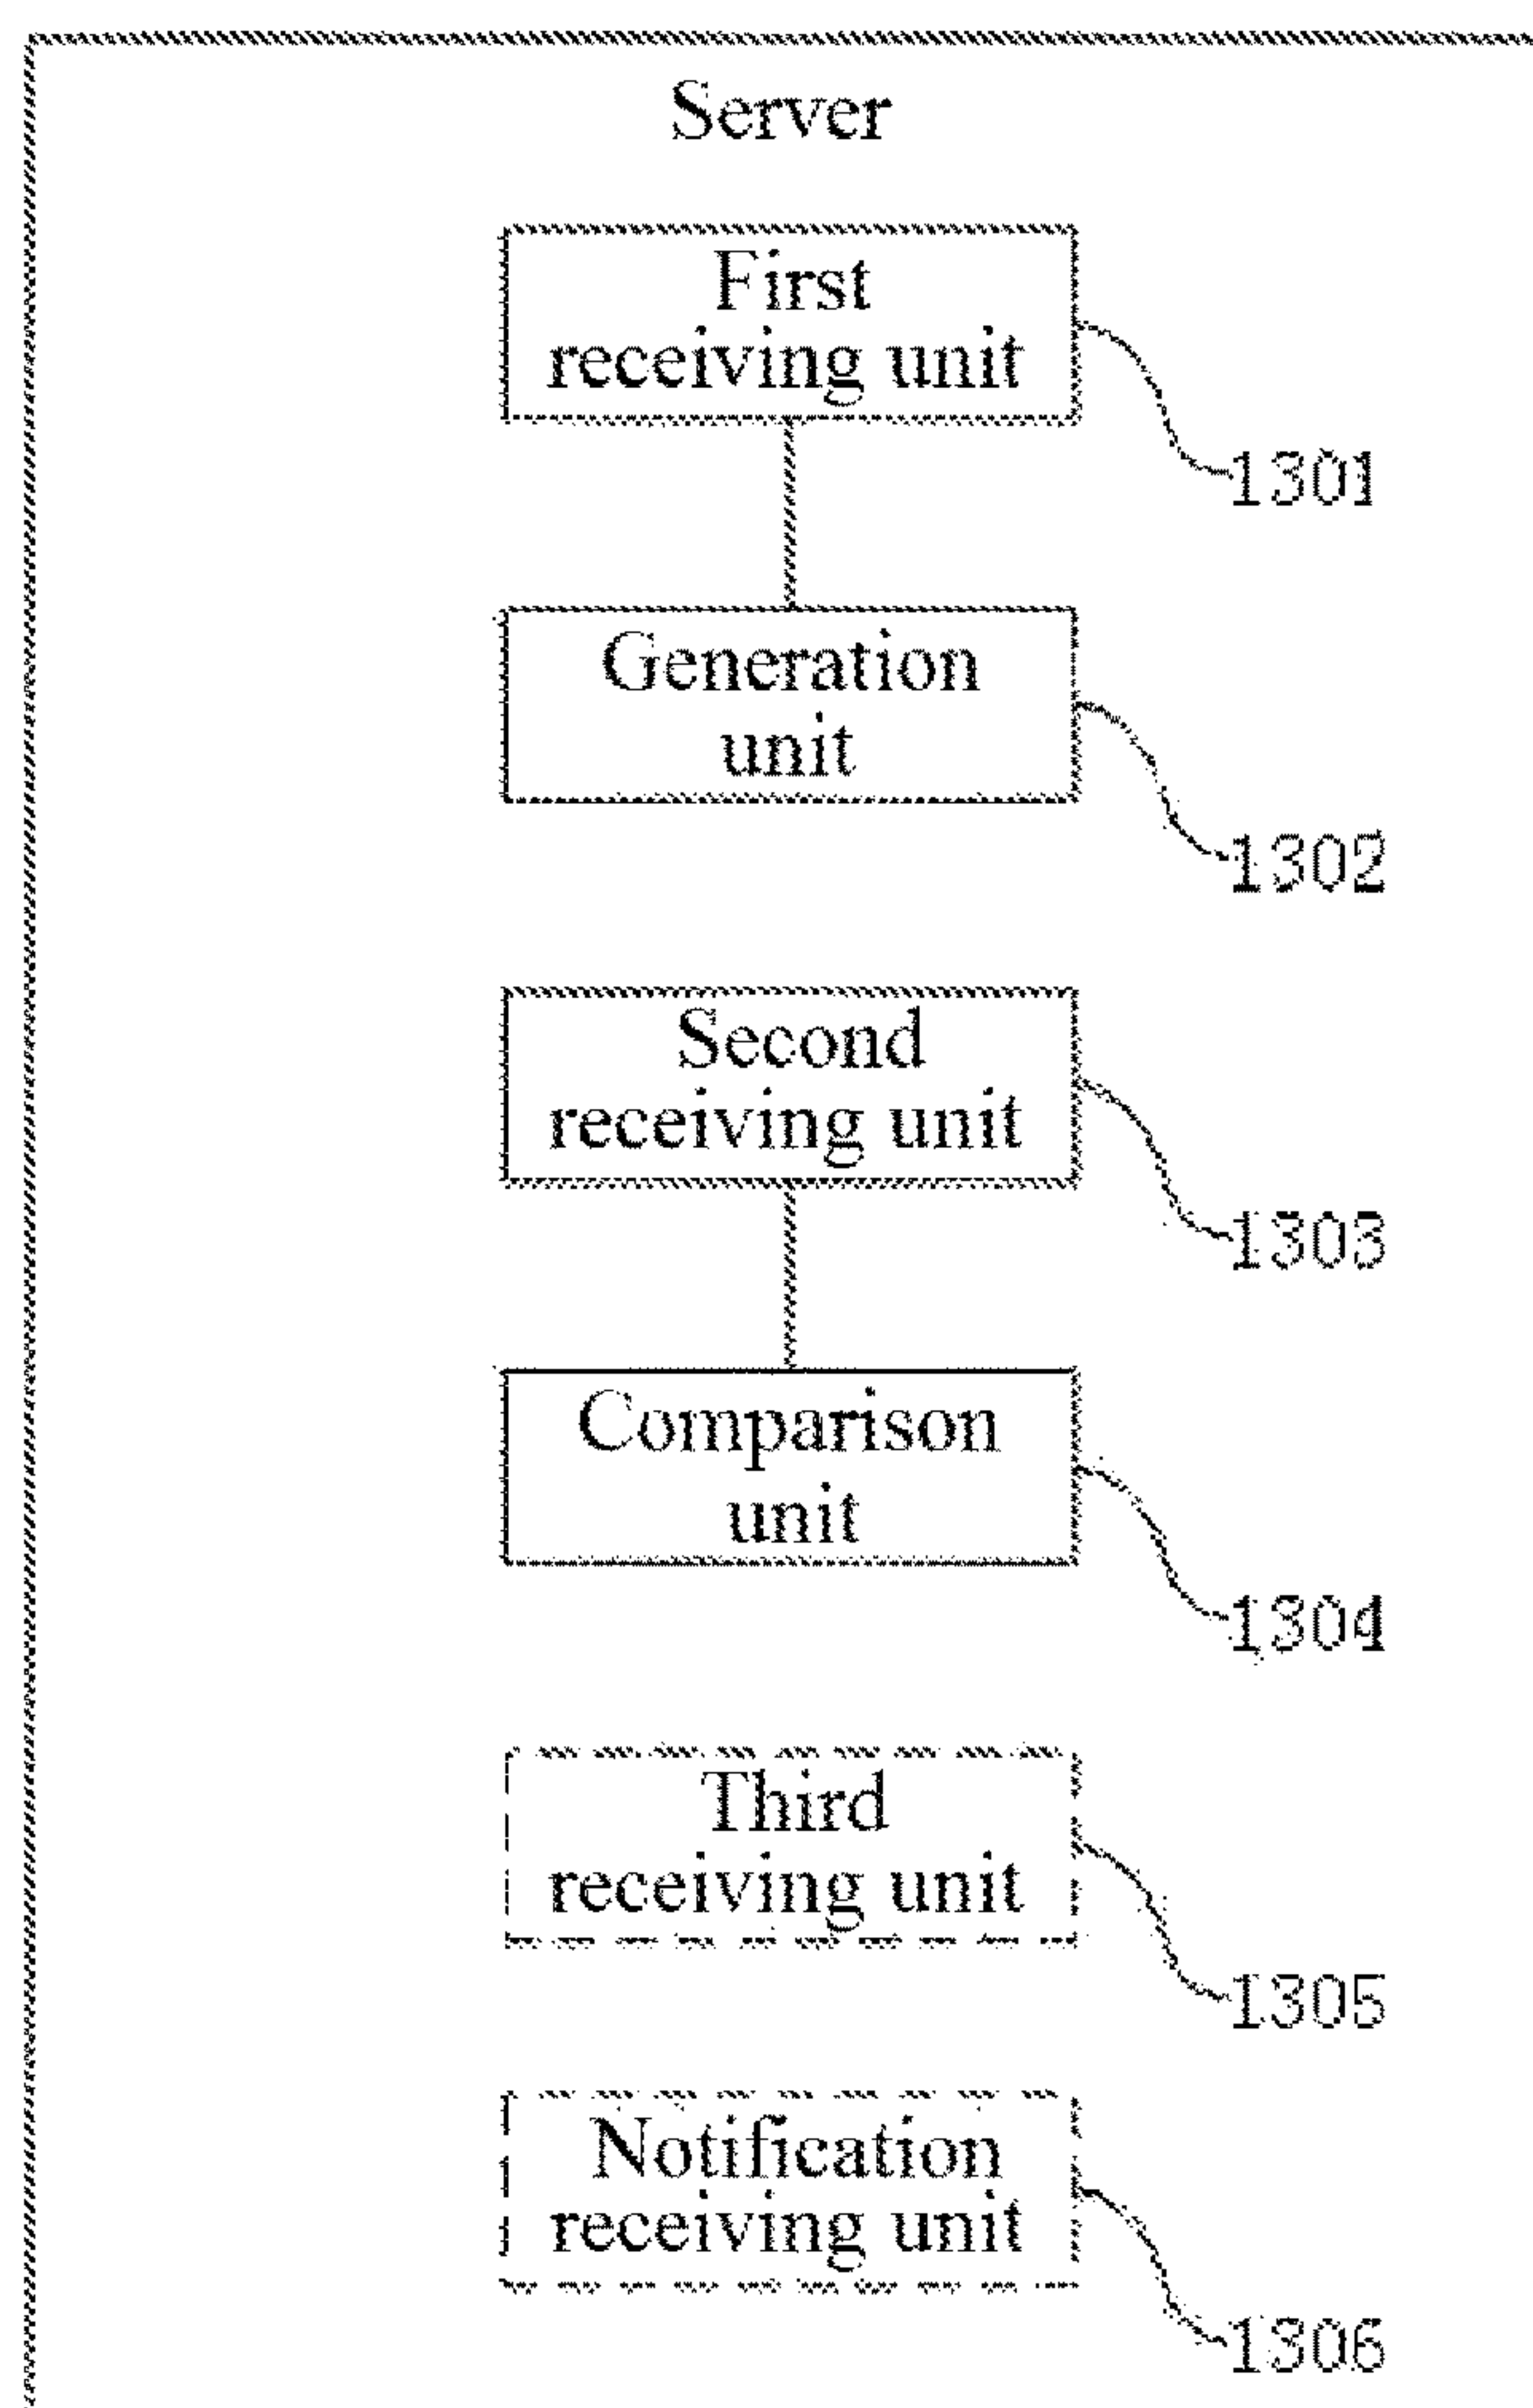 Server
First
receiving unit
1301
Generation
unit
1302
Second
receiving unit
1303
Comparison
unit
1304
Third
receiving unit
1305
Notification
receiving unit
1306